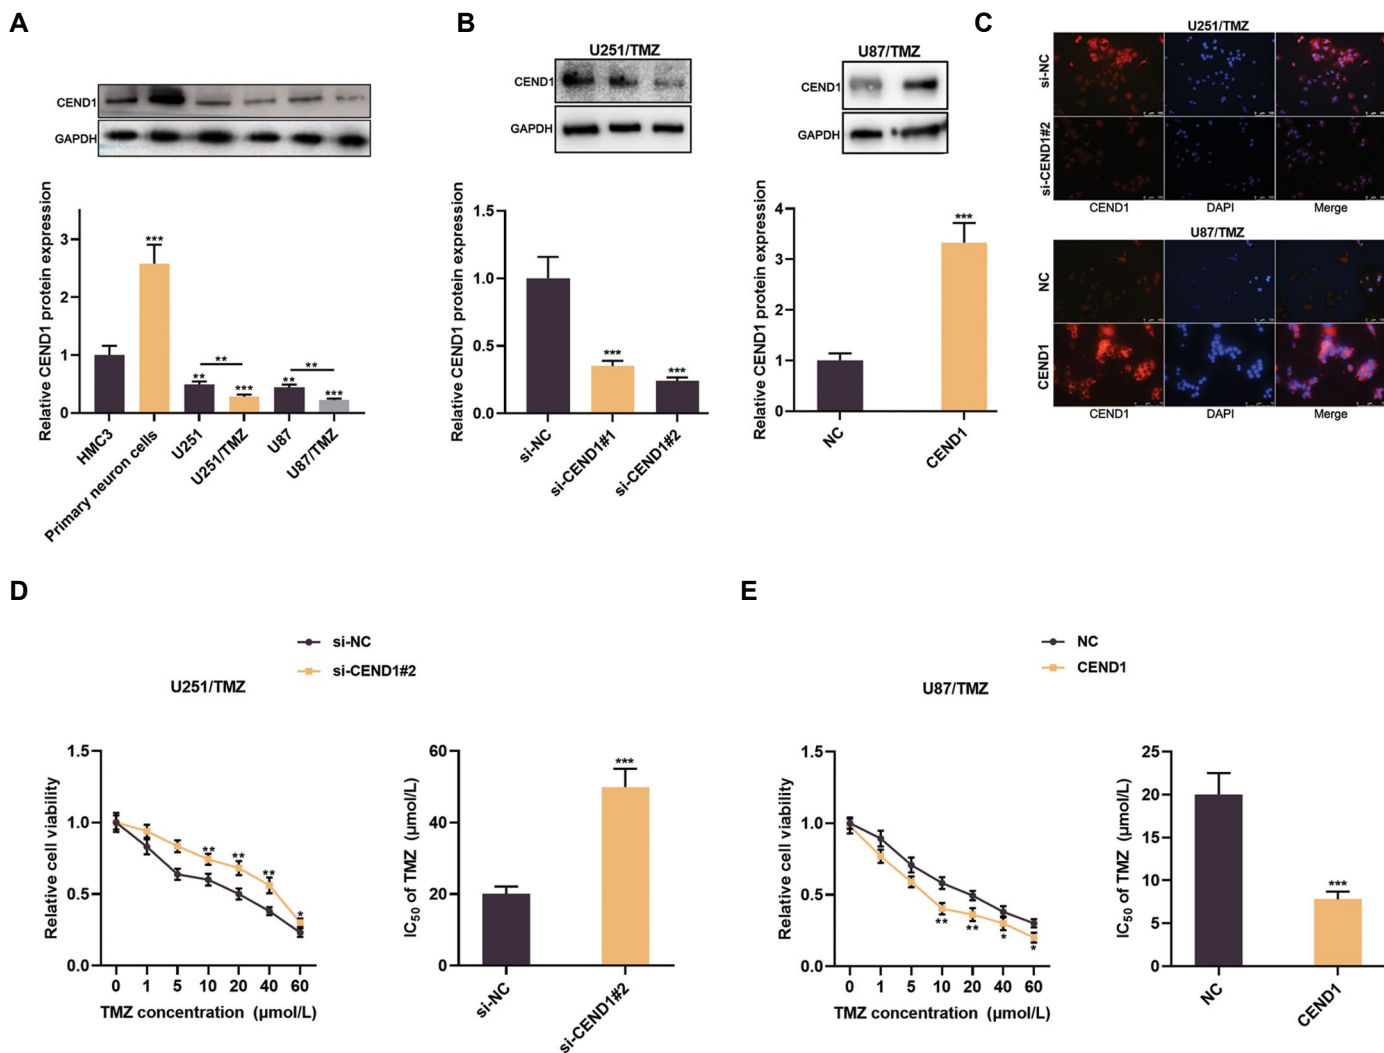 A
CEND1
GAPDH
Relative CEND1 protein expression
3
2
1
0
***
**
**
***
**
**
***
HMC3
Primary neuron cells
U251
U251/TMZ
U87
U87/TMZ
B
U251/TMZ
CEND1
GAPDH
Relative CEND1 protein expression
1.5
1.0
0.5
0.0
***
***
si-NC
si-CEND1#1
si-CEND1#2
U87/TMZ
CEND1
GAPDH
Relative CEND1 protein expression
4
3
2
1
0
***
NC
CEND1
C
U251/TMZ
si-NC
si-CEND1#2
CEND1 DAPI Merge
U87/TMZ
NC
CEND1
CEND1 DAPI Merge
D
si-NC
si-CEND1#2
U251/TMZ
Relative cell viability
1.5
1.0
0.5
0.0
**
**
**
*
0 1 5 10 20 40 60
TMZ concentration (μmol/L)
IC50 of TMZ (μmol/L)
60
40
20
0
***
si-NC
si-CEND1#2
E
NC
CEND1
U87/TMZ
Relative cell viability
1.5
1.0
0.5
0.0
**
**
*
*
0 1 5 10 20 40 60
TMZ concentration (μmol/L)
IC50 of TMZ (μmol/L)
25
20
15
10
5
0
***
NC
CEND1